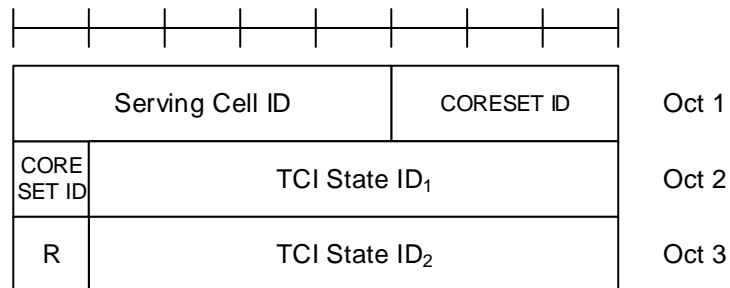 Serving Cell ID CORESET ID Oct 1
CORE
SET ID TCI State ID₁ Oct 2
R TCI State ID₂ Oct 3